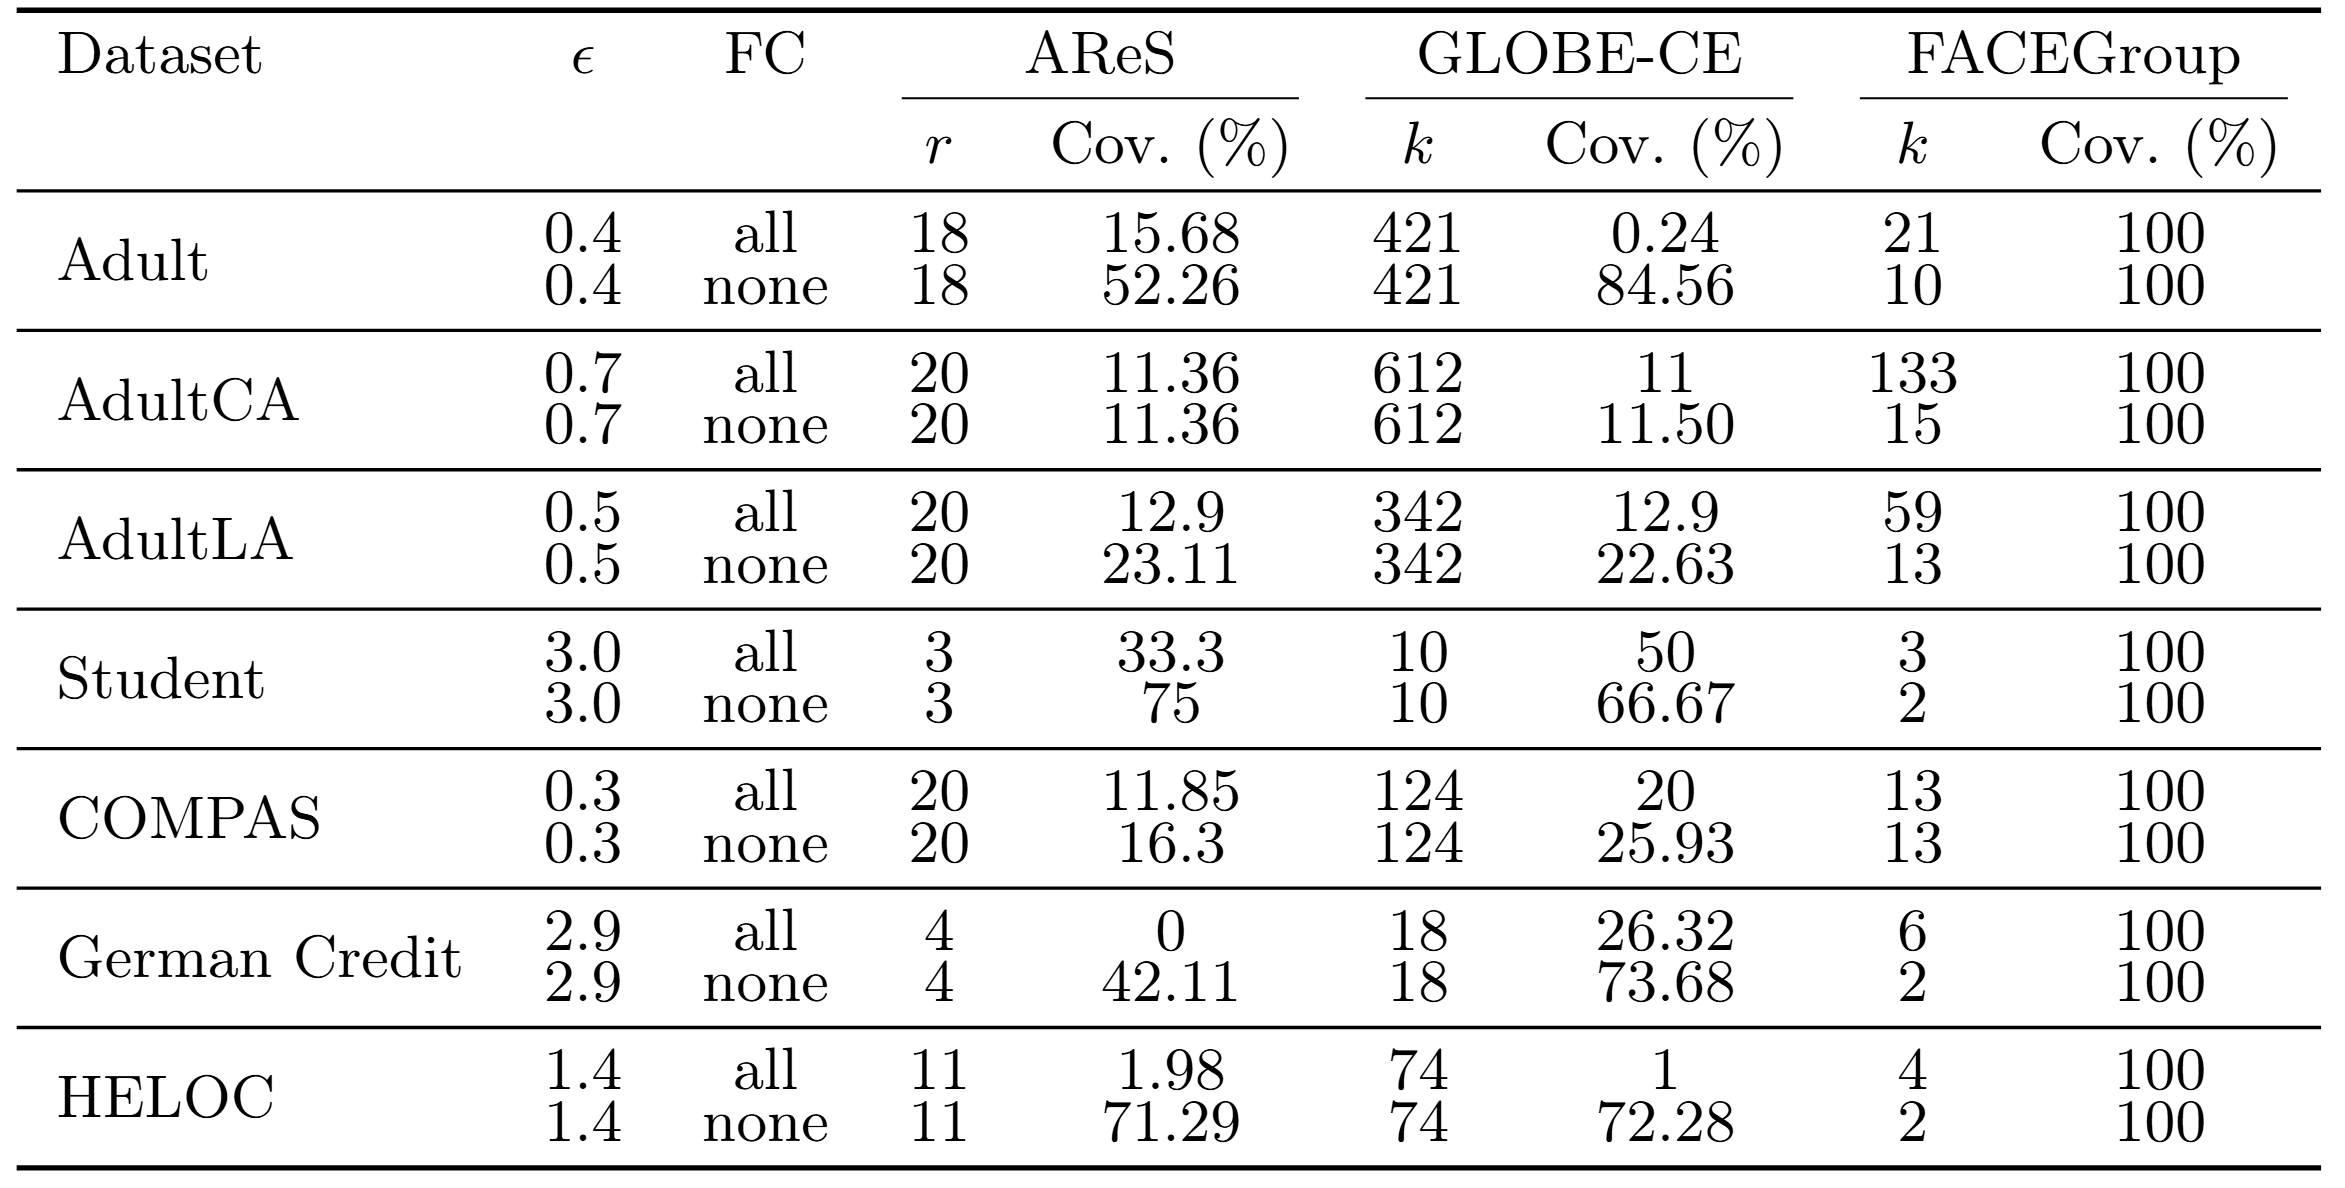 Dataset ϵ FC AReS GLOBE-CE FACEGroup
r Cov. (%) k Cov. (%) k Cov. (%)
Adult
0.4 all 18 15.68 421 0.24 21 100
0.4 none 18 52.26 421 84.56 10 100
AdultCA
0.7 all 20 11.36 612 11 133 100
0.7 none 20 11.36 612 11.50 15 100
AdultLA
0.5 all 20 12.9 342 12.9 59 100
0.5 none 20 23.11 342 22.63 13 100
Student
3.0 all 3 33.3 10 50 3 100
3.0 none 3 75 10 66.67 2 100
COMPAS
0.3 all 20 11.85 124 20 13 100
0.3 none 20 16.3 124 25.93 13 100
German Credit
2.9 all 4 0 18 26.32 6 100
2.9 none 4 42.11 18 73.68 2 100
HELOC
1.4 all 11 1.98 74 1 4 100
1.4 none 11 71.29 74 72.28 2 100